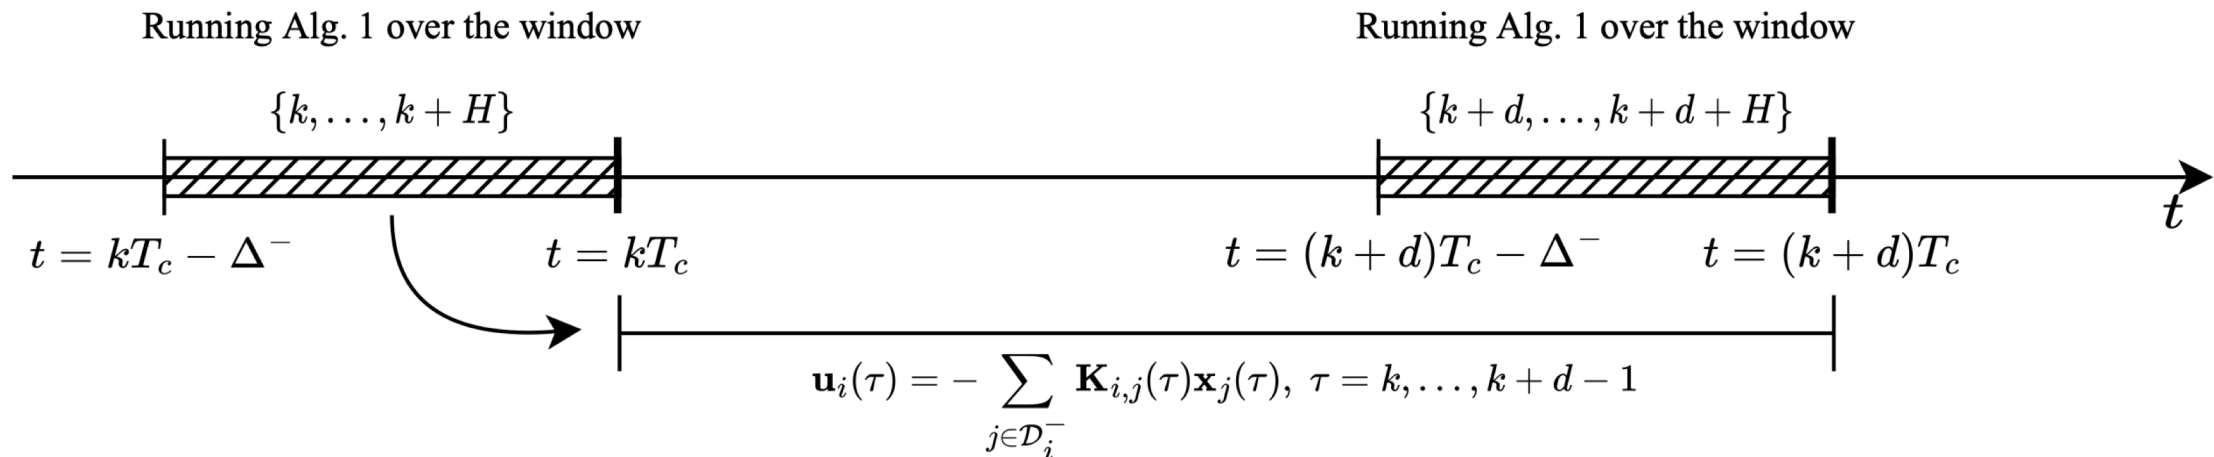 Running Alg. 1 over the window
Running Alg. 1 over the window
{k, . . . , k + H}
{k + d, . . . , k + d + H}
t
t = kT_c − Δ⁻
t = kT_c
t = (k + d)T_c − Δ⁻
t = (k + d)T_c
u_i(τ) = − ∑_{j∈𝒟_i^−} K_{i,j}(τ)x_j(τ), τ = k, . . . , k + d − 1